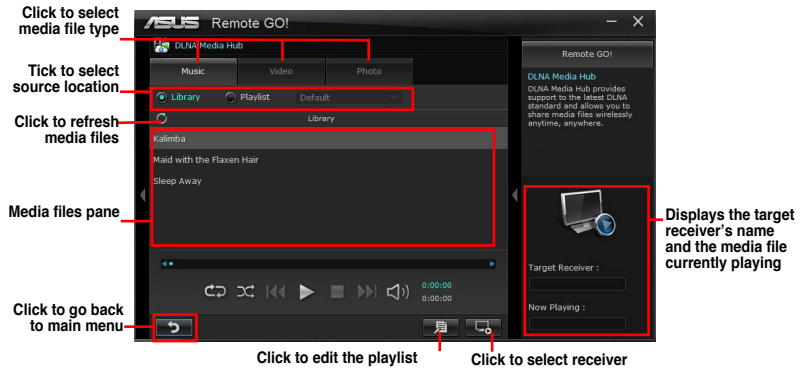 Click to select
media file type
Tick to select
source location
Click to refresh
media files
Media files pane
Click to go back
to main menu
ASUS Remote GO!
DLNA Media Hub
Music Video Photo
Library Playlist Default
Library
Kalimba
Maid with the Flaxen Hair
Sleep Away
0:00:00
0:00:00
Remote GO!
DLNA Media Hub
DLNA Media Hub provides
support to the latest DLNA
standard and allows you to
share media files wirelessly
anytime, anywhere.
Target Receiver :
Now Playing :
Displays the target
receiver's name
and the media file
currently playing
Click to edit the playlist
Click to select receiver